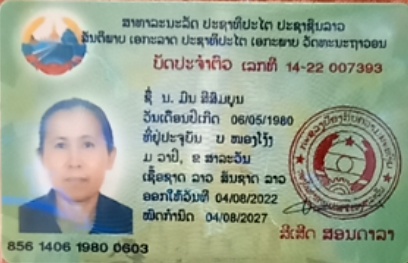 ສາທາລະນະລັດ ປະຊາທິປະໄຕ ປະຊາຊົນລາວ
ສັນຕິພາບ ເອກະລາດ ປະຊາທິປະໄຕ ເອກະພາບ ວັດທະນະຖາວອນ
ບັດປະຈຳຕົວ ເລກທີ 14-22 007393
ຊື່ ນ. ມົນ ສີສົມບູນ
ວັນເດືອນປີເກີດ 06/05/1980
ທີ່ຢູ່ປະຈຸບັນ ບ ໜອງໂງ້ງ
ມ ວາປີ, ຂ ສາລະວັນ
ເຊື້ອຊາດ ລາວ ສັນຊາດ ລາວ
ອອກໃຫ້ວັນທີ 04/08/2022
ໝົດກຳນົດ 04/08/2027
856 1406 1980 0603
ສີເສີດ ສອນດາລາ